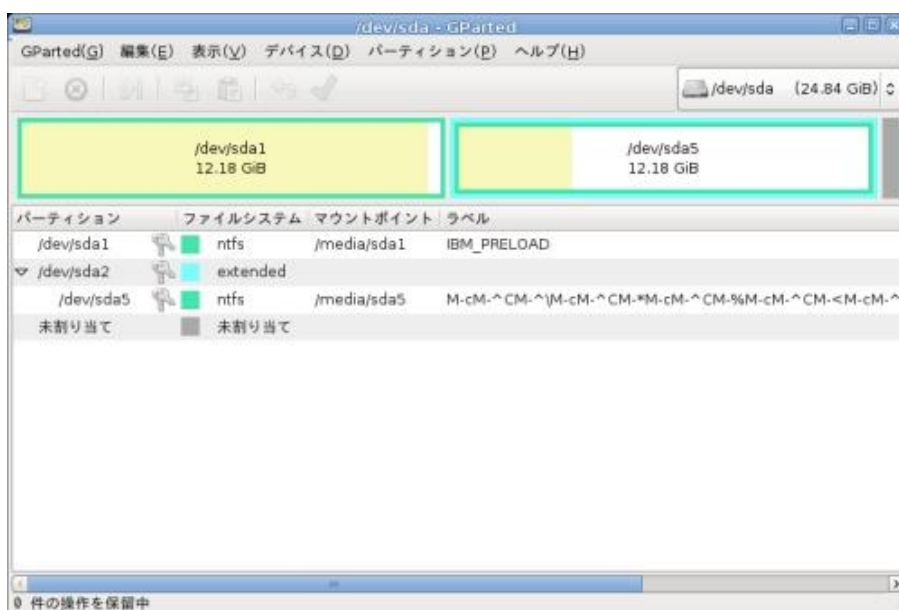 /dev/sda - GParted
GParted(G) 編集(E) 表示(V) デバイス(D) パーティション(P) ヘルプ(H)
/dev/sda (24.84 GiB)
/dev/sda1
12.18 GiB
/dev/sda5
12.18 GiB
パーティション ファイルシステム マウントポイント ラベル
/dev/sda1 ntfs /media/sda1 IBM_PRELOAD
/dev/sda2 extended
/dev/sda5 ntfs /media/sda5 M-cM-^CM-^\M-cM-^CM-*M-cM-^CM-%M-cM-^CM-<M-cM-^
未割り当て 未割り当て
0 件の操作を保留中